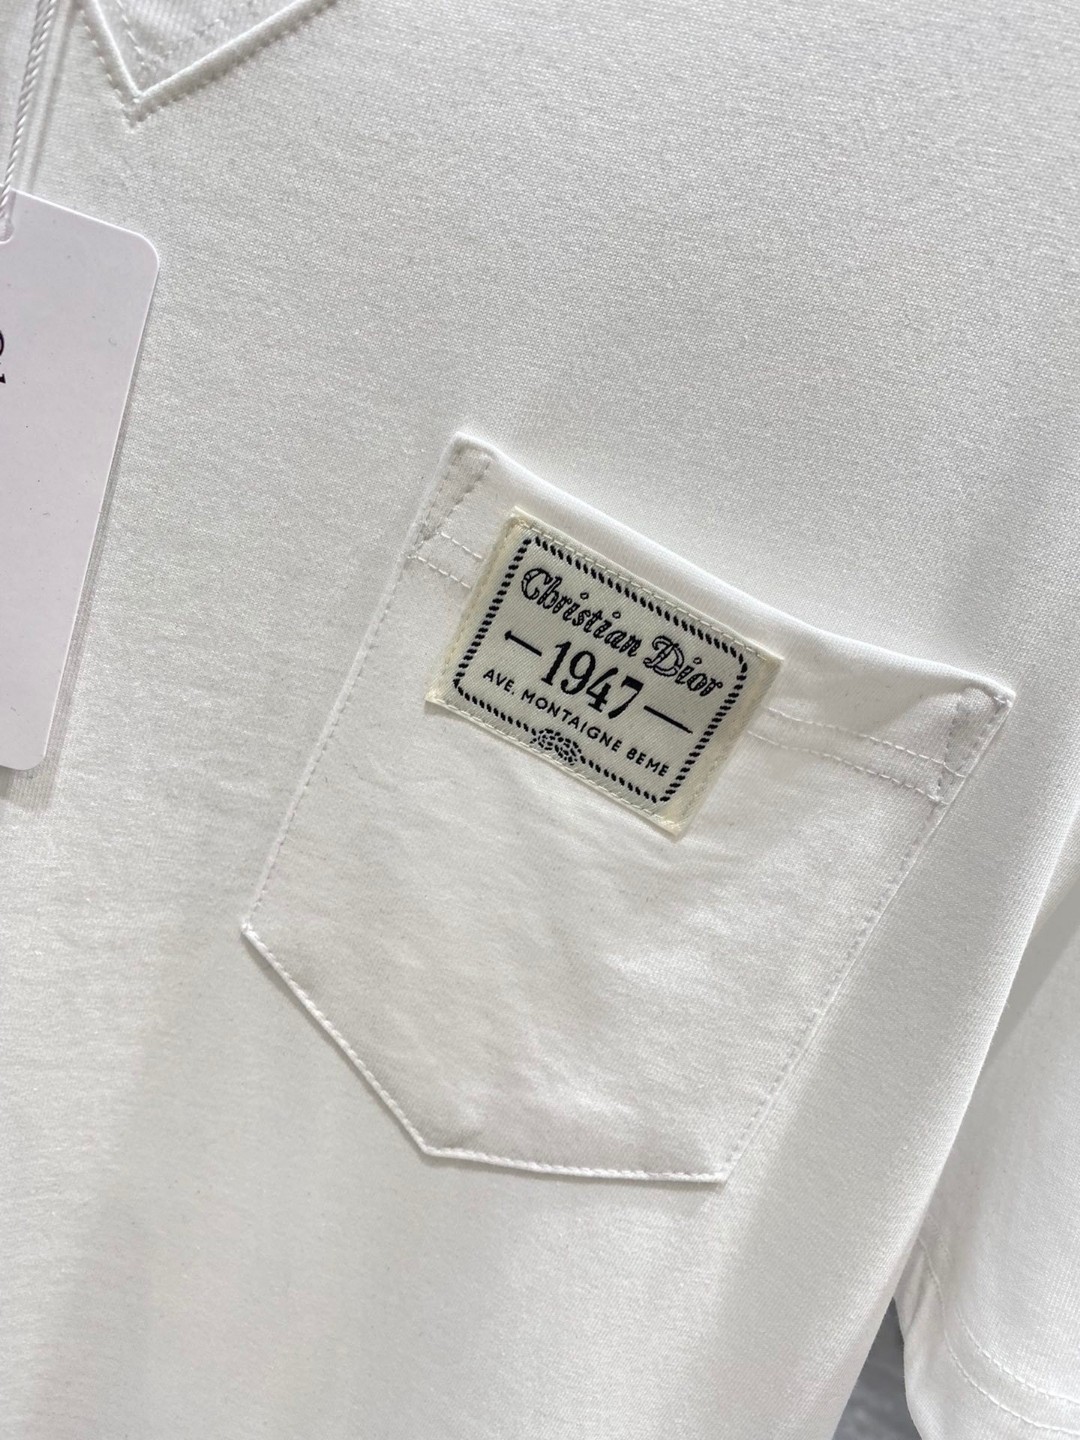 Christian Dior
1947
AVE. MONTAIGNE 8EME